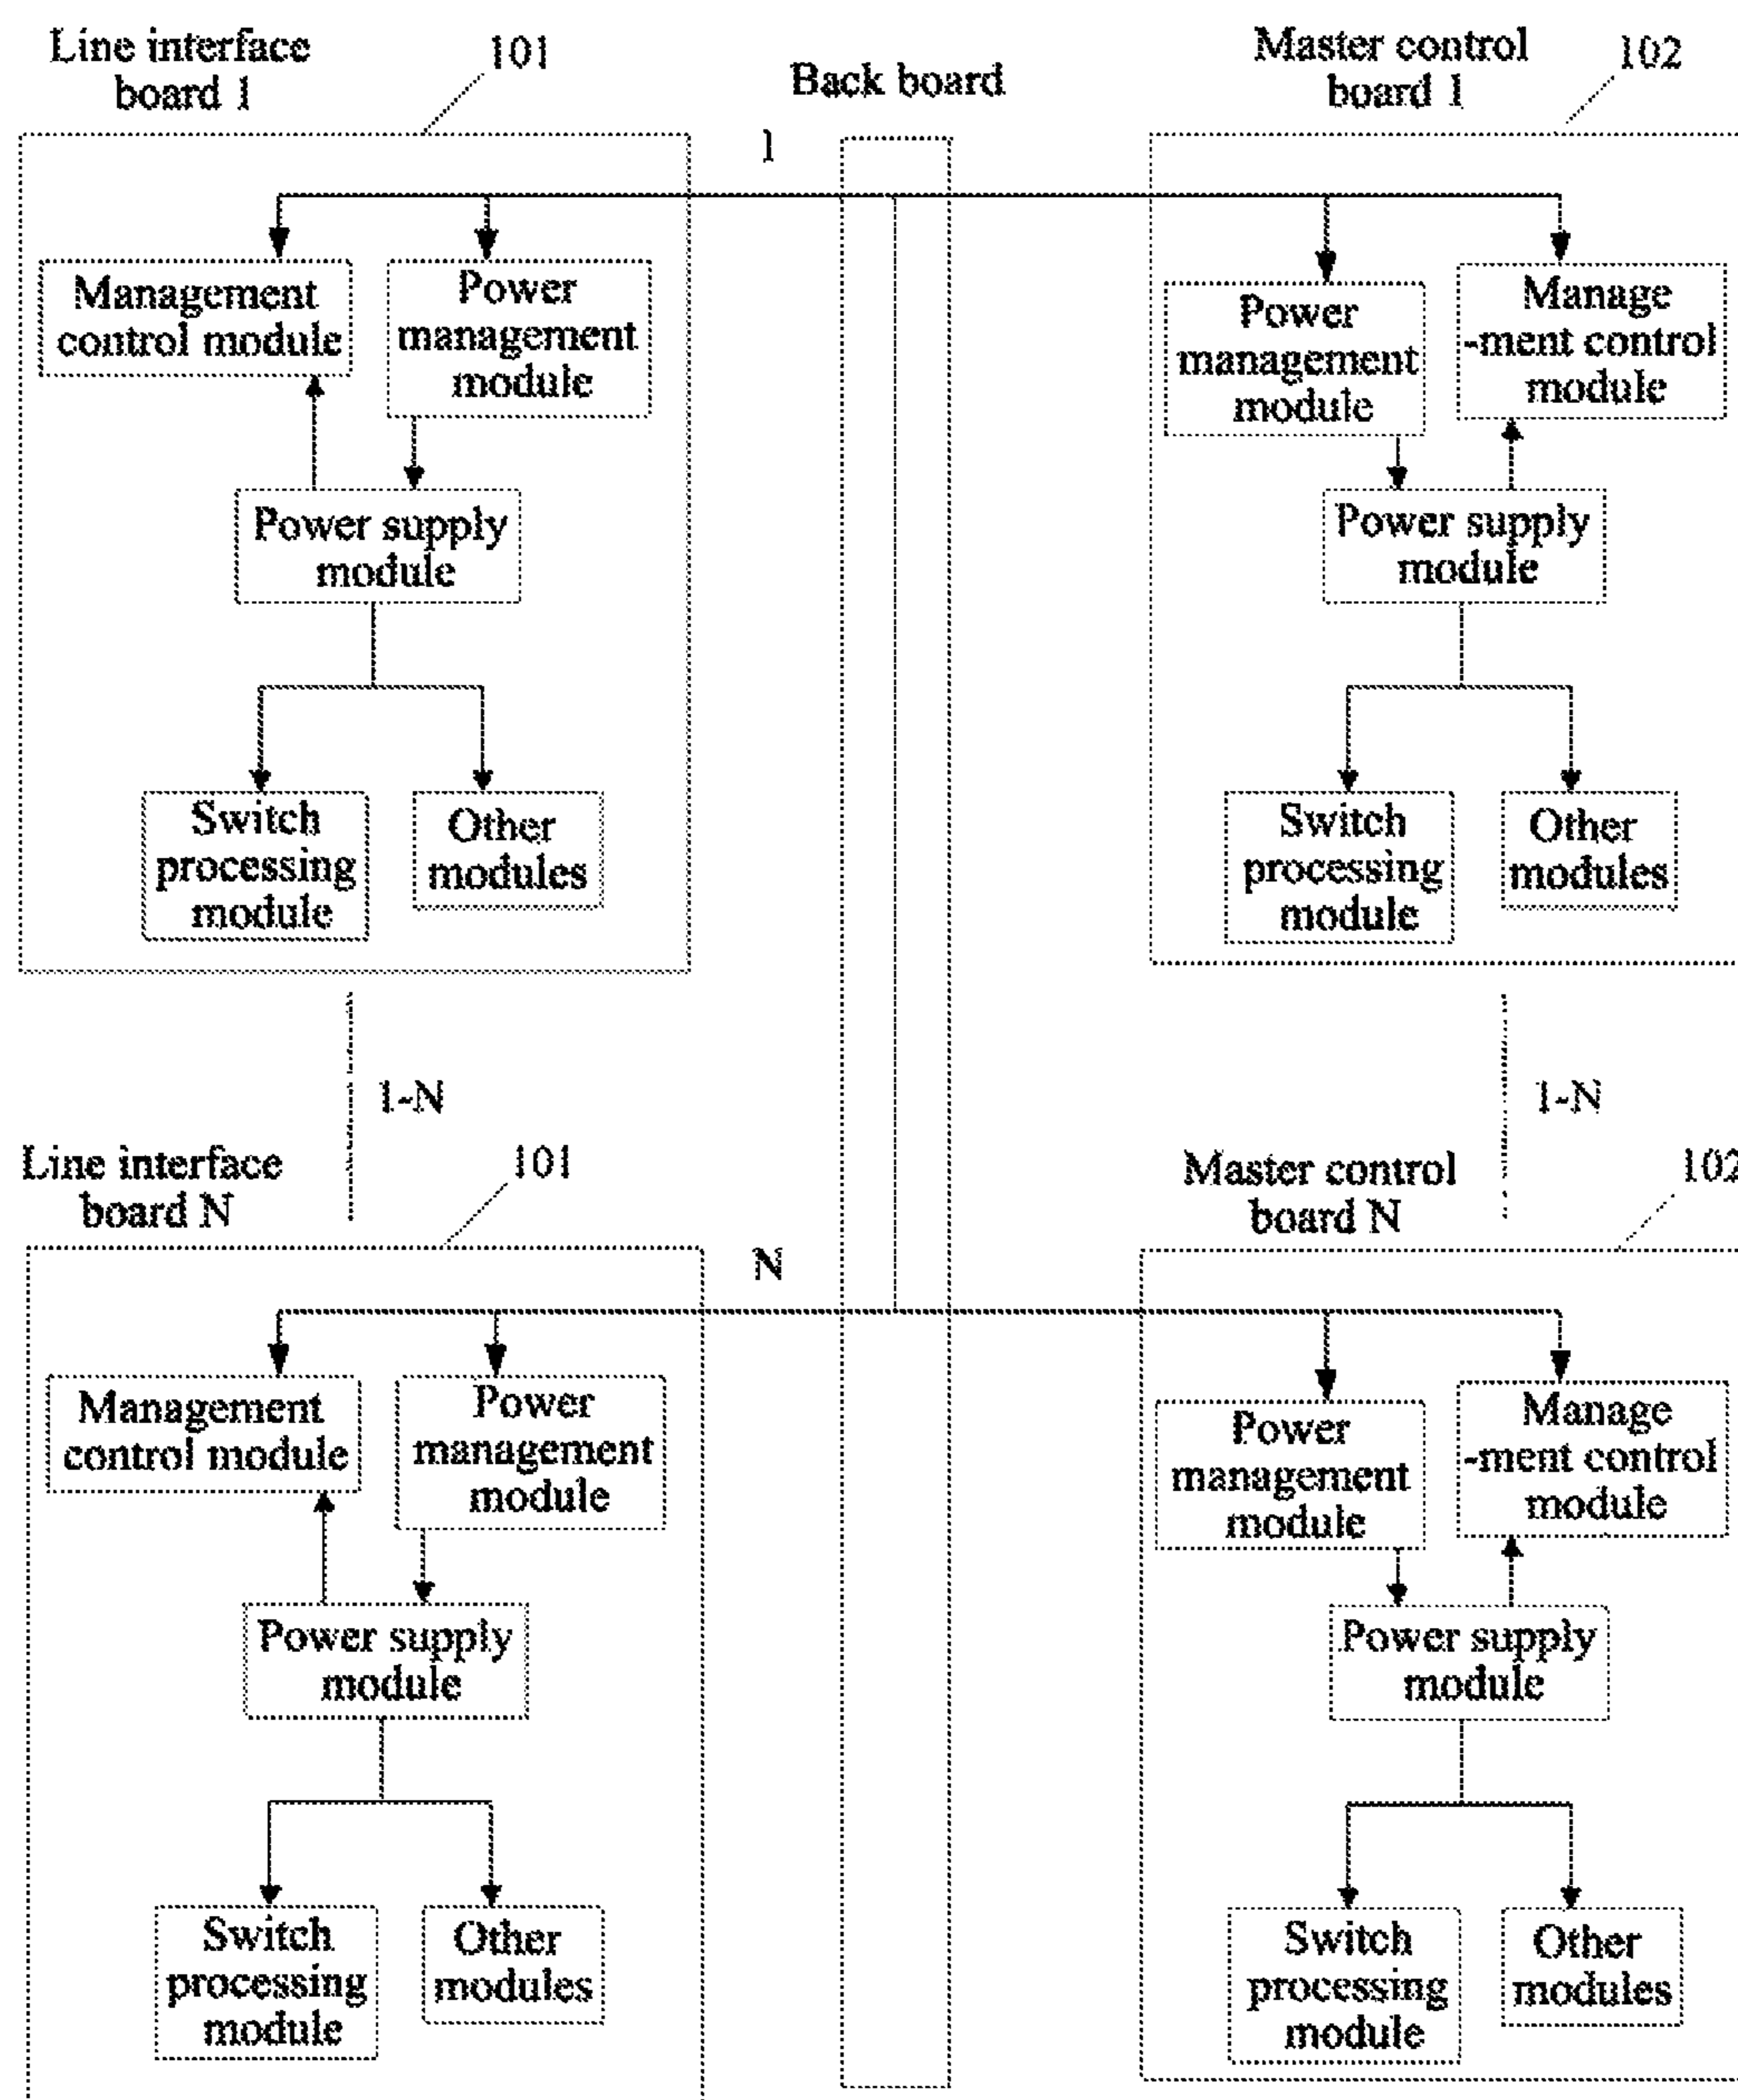 Line interface
board 1
101
Back board
Master control
board 1
102
1
Management
control module
Power
management
module
Power
management
module
Manage
-ment control
module
Power supply
module
Power supply
module
Switch
processing
module
Other
modules
Switch
processing
module
Other
modules
1-N
1-N
Line interface
board N
101
Master control
board N
102
N
Management
control module
Power
management
module
Power
management
module
Manage
-ment control
module
Power supply
module
Power supply
module
Switch
processing
module
Other
modules
Switch
processing
module
Other
modules